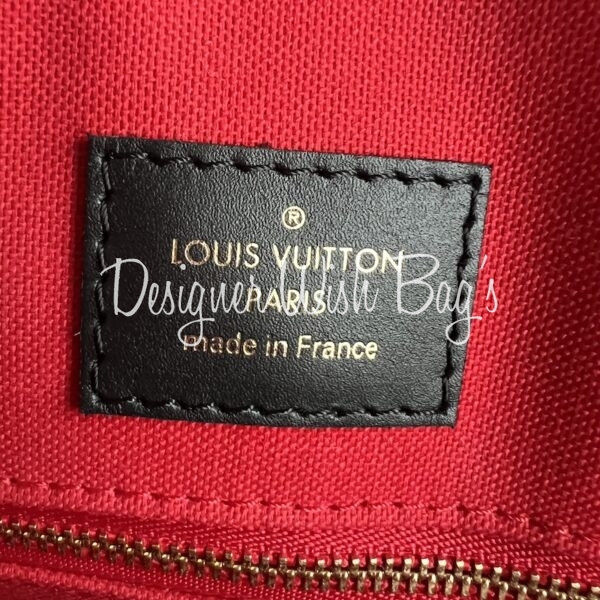 ®
LOUIS VUITTON
Designer Wish Bag's
PARIS
made in France